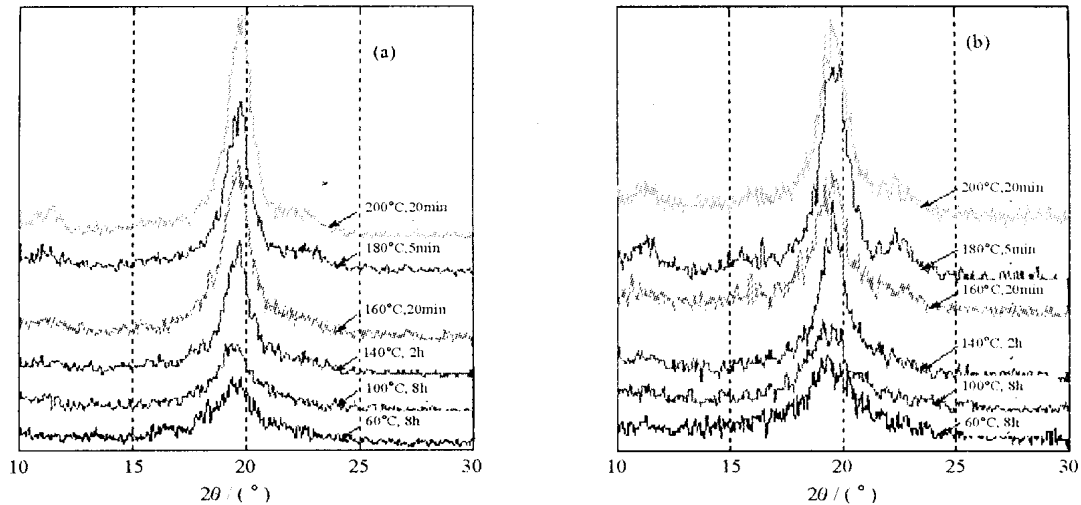 (a)
200°C,20min
180°C,5min
160°C,20min
140°C, 2h
100°C, 8h
60°C, 8h
10 15 20 25 30
2θ / ( ° )
(b)
200°C,20min
180°C,5min
160°C,20min
140°C, 2h
100°C, 8h
60°C, 8h
10 15 20 25 30
2θ / ( ° )